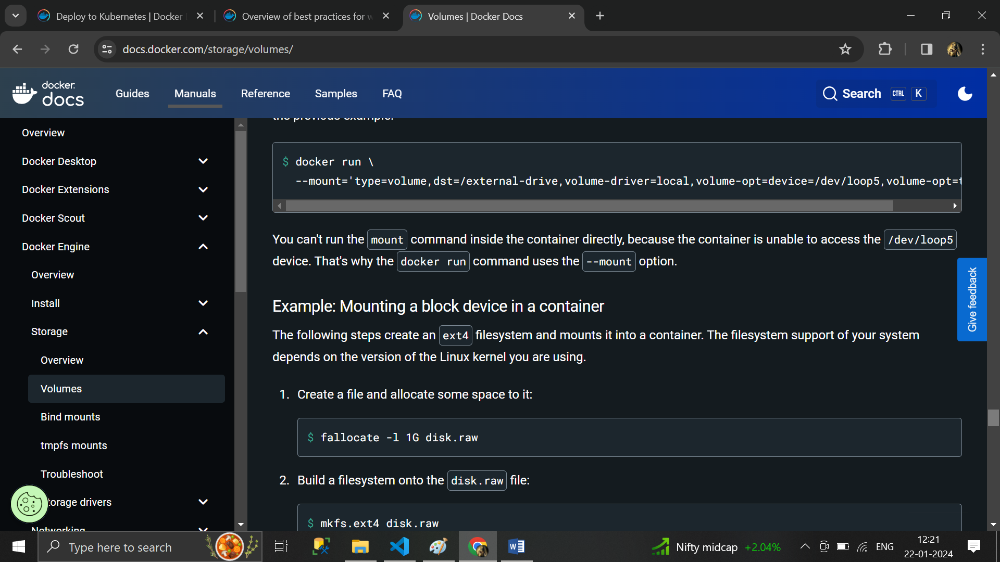 Deploy to Kubernetes | Docker
Overview of best practices for w
Volumes | Docker Docs
docs.docker.com/storage/volumes/
docker
docs
Guides
Manuals
Reference
Samples
FAQ
Search
CTRL
K
Overview
Docker Desktop
Docker Extensions
Docker Scout
Docker Engine
Overview
Install
Storage
Overview
Volumes
Bind mounts
tmpfs mounts
Troubleshoot
torage drivers
Networking
the previous example.
$ docker run \
--mount='type=volume,dst=/external-drive,volume-driver=local,volume-opt=device=/dev/loop5,volume-opt=t
You can't run the mount command inside the container directly, because the container is unable to access the /dev/loop5
device. That's why the docker run command uses the --mount option.
Example: Mounting a block device in a container
The following steps create an ext4 filesystem and mounts it into a container. The filesystem support of your system
depends on the version of the Linux kernel you are using.
1. Create a file and allocate some space to it:
$ fallocate -l 1G disk.raw
2. Build a filesystem onto the disk.raw file:
$ mkfs.ext4 disk.raw
Give feedback
Type here to search
Nifty midcap +2.04%
ENG
12:21
22-01-2024